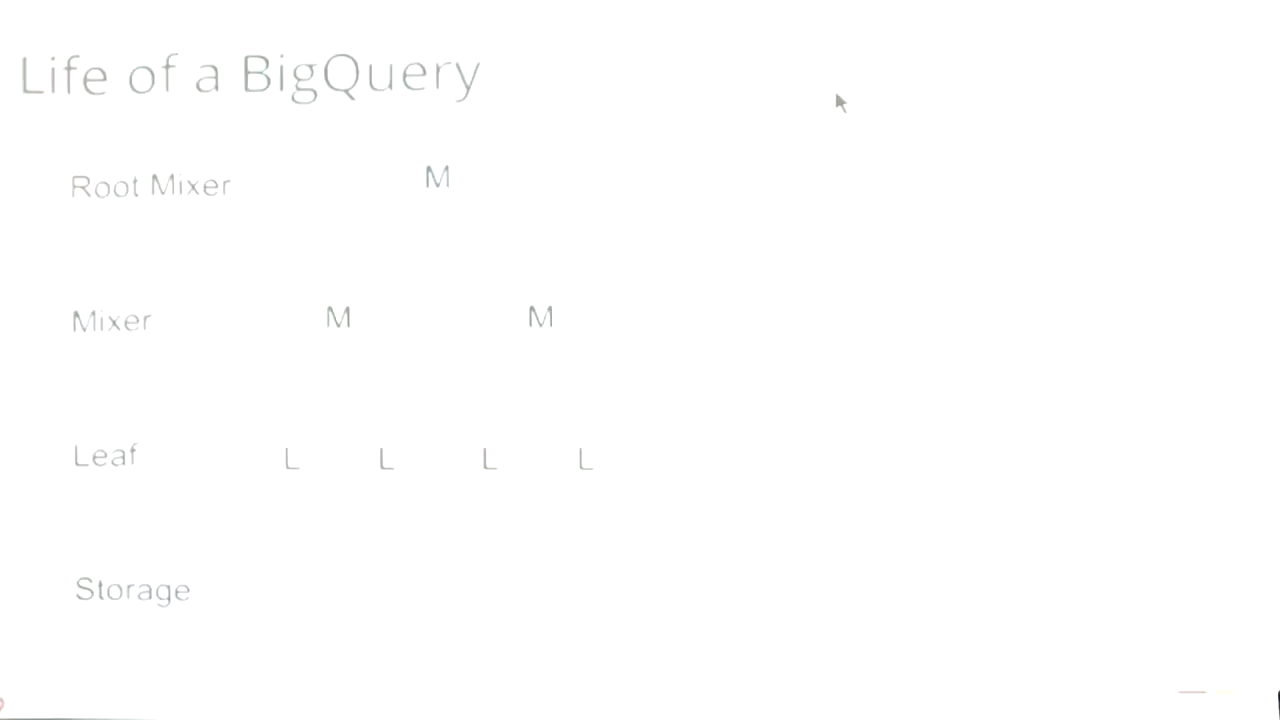 Life of a BigQuery
Root Mixer M
Mixer M M
Leaf L L L L
Storage